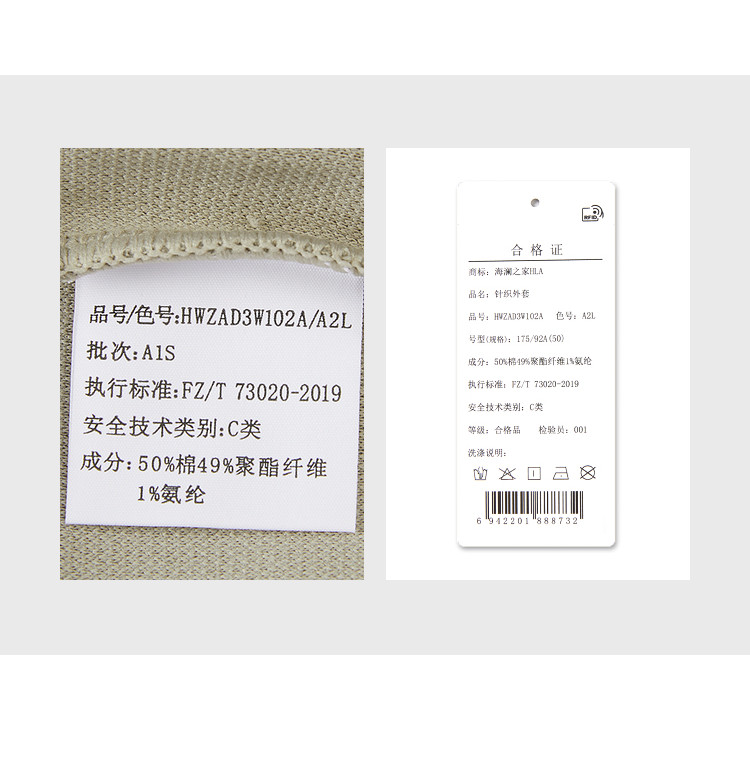 品号/色号:HWZAD3W102A/A2L
批次:A1S
执行标准:FZ/T 73020-2019
安全技术类别:C类
成分:50%棉49%聚酯纤维
1%氨纶
RFID
合格证
商标: 海澜之家HLA
品名: 针织外套
品号: HWZAD3W102A 色号: A2L
号型(规格): 175/92A(50)
成分: 50%棉49%聚酯纤维1%氨纶
执行标准: FZ/T 73020-2019
安全技术类别: C类
等级: 合格品 检验员: 001
洗涤说明:
6 942201 888732